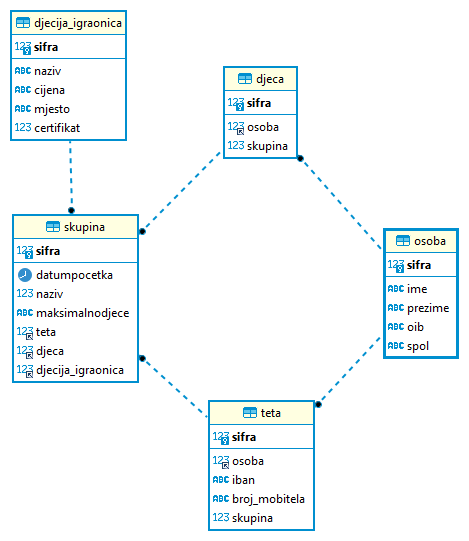 djecija_igraonica
123 sifra
ABC naziv
ABC cijena
ABC mjesto
123 certifikat
djeca
123 sifra
123 osoba
123 skupina
skupina
123 sifra
datumpocetka
123 naziv
ABC maksimalnodjece
123 teta
123 djeca
123 djecija_igraonica
osoba
123 sifra
ABC ime
ABC prezime
ABC oib
ABC spol
teta
123 sifra
123 osoba
ABC iban
ABC broj_mobitela
123 skupina